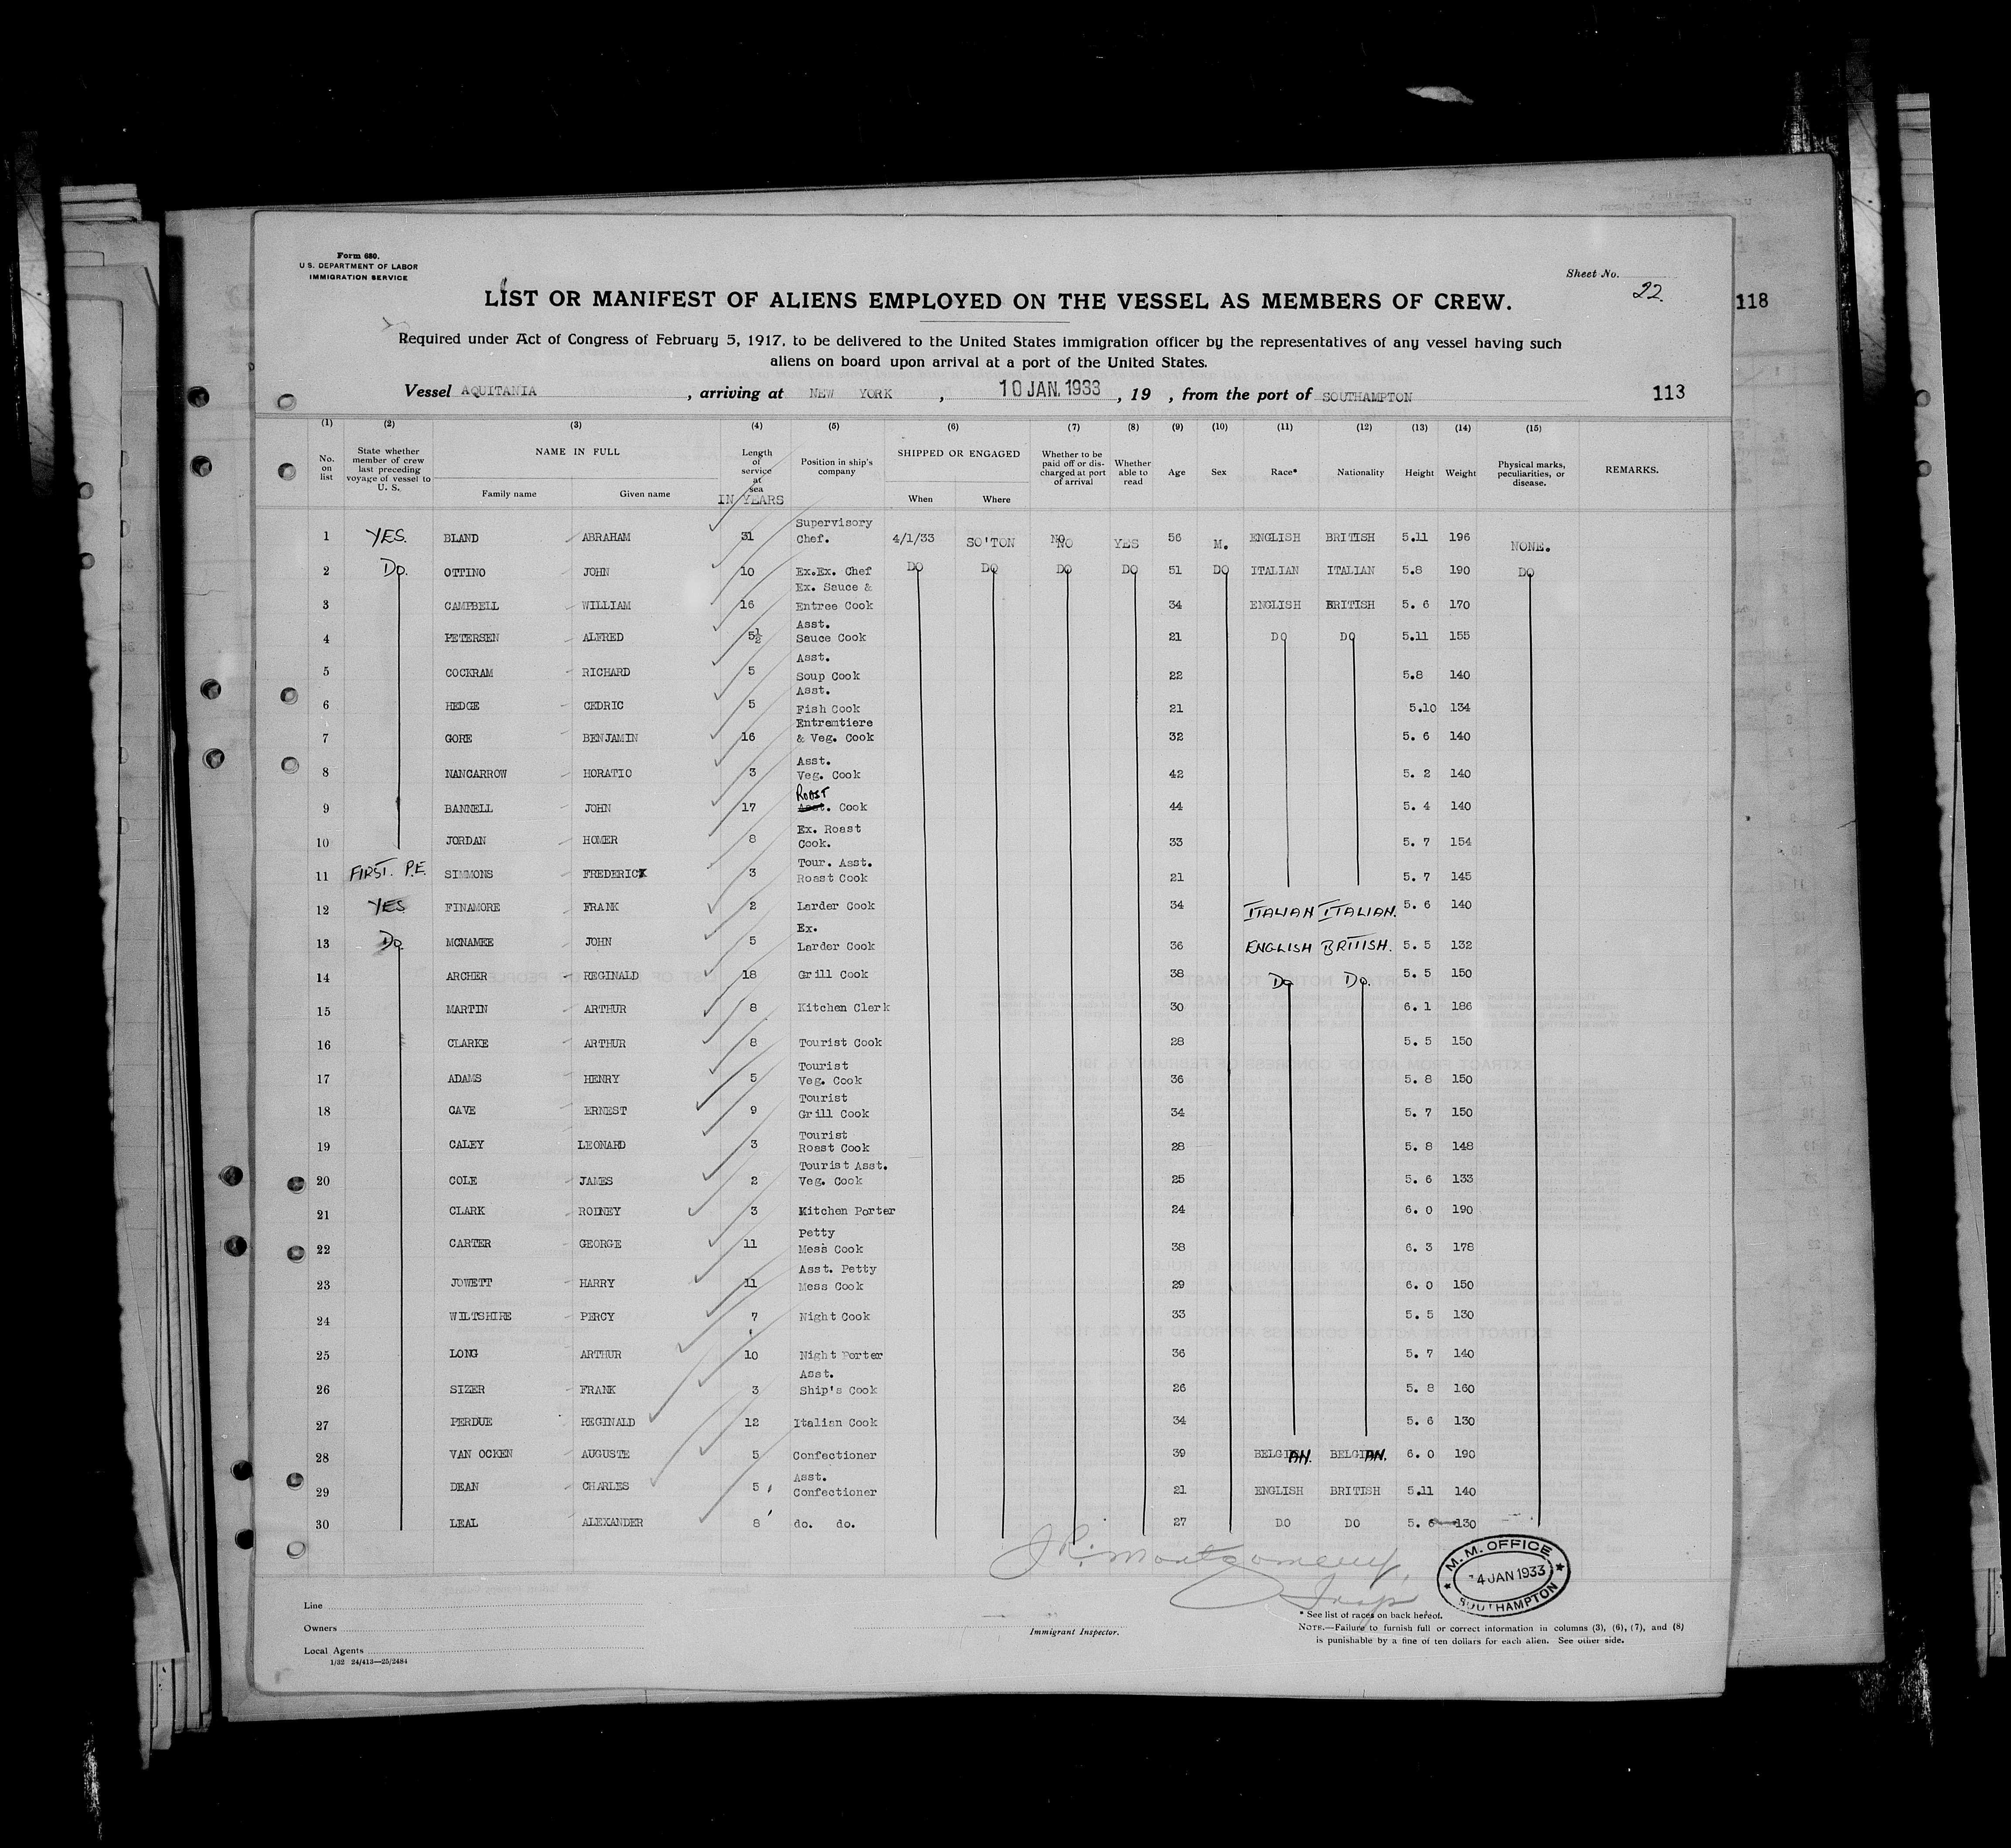 Form 680.
U.S. DEPARTMENT OF LABOR
IMMIGRATION SERVICE
Sheet No. 22.
LIST OR MANIFEST OF ALIENS EMPLOYED ON THE VESSEL AS MEMBERS OF CREW.
118
Required under Act of Congress of February 5, 1917, to be delivered to the United States immigration officer by the representatives of any vessel having such
aliens on board upon arrival at a port of the United States.
Vessel AQUITANIA, arriving at NEW YORK, 10 JAN. 1933, 19 , from the port of SOUTHAMPTON 113
(1) (2) (3) (4) (5) (6) (7) (8) (9) (10) (11) (12) (13) (14) (15)
No. on list State whether member of crew last preceding voyage of vessel to U. S. NAME IN FULL Family name Given name Length of service at sea IN YEARS Position in ship's company SHIPPED OR ENGAGED When Where Whether to be paid off or discharged at port of arrival Whether able to read Age Sex Race* Nationality Height Weight Physical marks, peculiarities, or disease. REMARKS.
1 YES. BLAND ABRAHAM 31 Supervisory Chef. 4/1/33 SO'TON NO NO YES 56 M. ENGLISH BRITISH 5.11 196 NONE.
2 Do. OTTINO JOHN 10 Ex.Ex. Chef DO DO DO DO 51 DO ITALIAN ITALIAN 5.8 190 DO
3 CAMPBELL WILLIAM 16 Ex. Sauce & Entree Cook 34 ENGLISH BRITISH 5. 6 170
4 PETERSEN ALFRED 5½ Asst. Sauce Cook 21 DO DO 5.11 155
5 COCKRAM RICHARD 5 Asst. Soup Cook 22 5.8 140
6 HEDGE CEDRIC 5 Asst. Fish Cook 21 5.10 134
7 GORE BENJAMIN 16 Entremtiere & Veg. Cook 32 5. 6 140
8 NANCARROW HORATIO 3 Asst. Veg. Cook 42 5. 2 140
9 BANNELL JOHN 17 ROAST Asst. Cook 44 5. 4 140
10 JORDAN HOMER 8 Ex. Roast Cook. 33 5. 7 154
11 FIRST. P.E. SIMMONS FREDERICK 3 Tour. Asst. Roast Cook 21 5. 7 145
12 YES FINAMORE FRANK 2 Larder Cook 34 ITALIAN ITALIAN. 5. 6 140
13 Do. MCNAMEE JOHN 5 Ex. Larder Cook 36 ENGLISH BRITISH. 5. 5 132
14 ARCHER REGINALD 18 Grill Cook 38 Do Do. 5. 5 150
15 MARTIN ARTHUR 8 Kitchen Clerk 30 6. 1 186
16 CLARKE ARTHUR 8 Tourist Cook 28 5. 5 150
17 ADAMS HENRY 5 Tourist Veg. Cook 36 5. 8 150
18 CAVE ERNEST 9 Tourist Grill Cook 34 5. 7 150
19 CALEY LEONARD 3 Tourist Roast Cook 28 5. 8 148
20 COLE JAMES 2 Tourist Asst. Veg. Cook 25 5. 6 133
21 CLARK RODNEY 3 Kitchen Porter 24 6. 0 190
22 CARTER GEORGE 11 Petty Mess Cook 38 6. 3 178
23 JOWETT HARRY 11 Asst. Petty Mess Cook 29 6. 0 150
24 WILTSHIRE PERCY 7 Night Cook 33 5. 5 130
25 LONG ARTHUR 10 Night Porter 36 5. 7 140
26 SIZER FRANK 3 Asst. Ship's Cook 26 5. 8 160
27 PERDUE REGINALD 12 Italian Cook 34 5. 6 130
28 VAN OCKEN AUGUSTE 5 Confectioner 39 BELGIAN. BELGIAN. 6. 0 190
29 DEAN CHARLES 5 Asst. Confectioner 21 ENGLISH BRITISH 5.11 140
30 LEAL ALEXANDER 8 do. do. 27 DO DO 5. 6 130
J R. Montgomery,
Insp
M. M. OFFICE
4 JAN 1933
SOUTHAMPTON
Line
Owners
Local Agents
1/32 24/413—25/2484
Immigrant Inspector.
* See list of races on back hereof.
NOTE.—Failure to furnish full or correct information in columns (3), (6), (7), and (8)
is punishable by a fine of ten dollars for each alien. See other side.